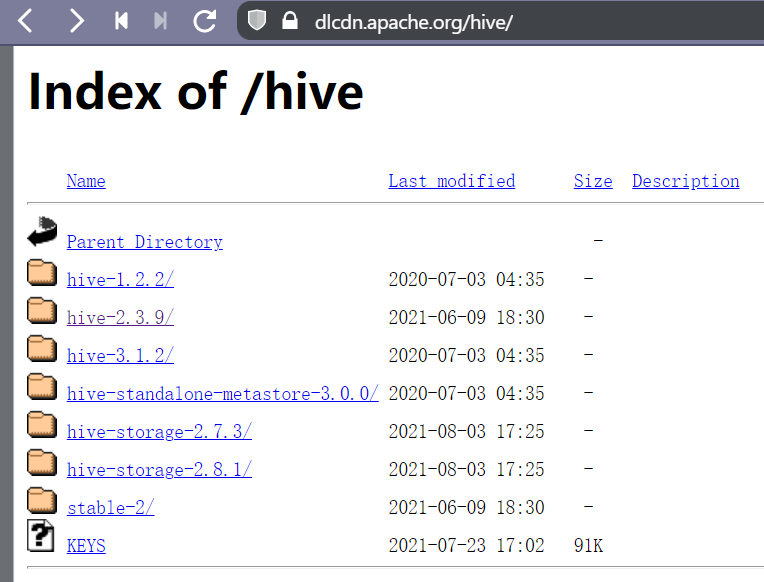 dlcdn.apache.org/hive/
Index of /hive
Name Last modified Size Description
Parent Directory -
hive-1.2.2/ 2020-07-03 04:35 -
hive-2.3.9/ 2021-06-09 18:30 -
hive-3.1.2/ 2020-07-03 04:35 -
hive-standalone-metastore-3.0.0/ 2020-07-03 04:35 -
hive-storage-2.7.3/ 2021-08-03 17:25 -
hive-storage-2.8.1/ 2021-08-03 17:25 -
stable-2/ 2021-06-09 18:30 -
KEYS 2021-07-23 17:02 91K